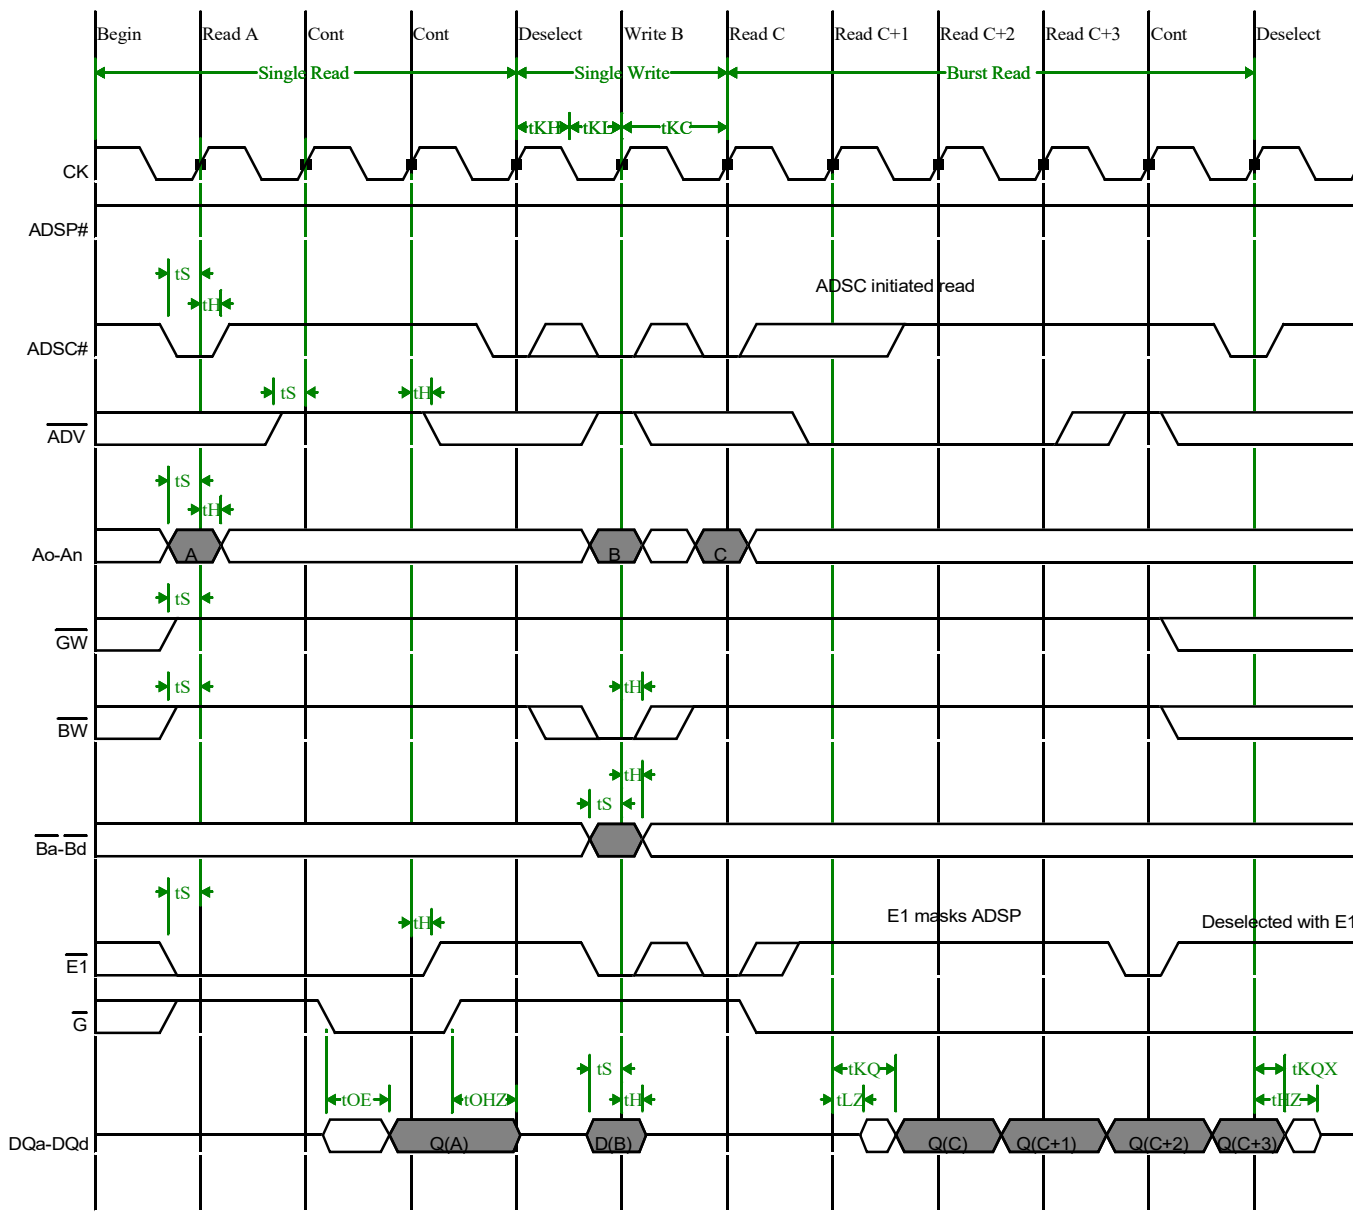 Begin Read A Cont Cont Deselect Write B Read C Read C+1 Read C+2 Read C+3 Cont Deselect
Single Read Single Write Burst Read
tKH tKL tKC
CK
ADSP#
tS
ADSC initiated read
tH
ADSC#
tS tH
ADV
tS
tH
Ao-An A B C
tS
GW
tS tH
BW
tH
tS
Ba-Bd
tS
E1 masks ADSP Deselected with E1
tH
E1
G
tS tKQ tKQX
tOE tOHZ tH tLZ tHZ
DQa-DQd Q(A) D(B) Q(C) Q(C+1) Q(C+2) Q(C+3)